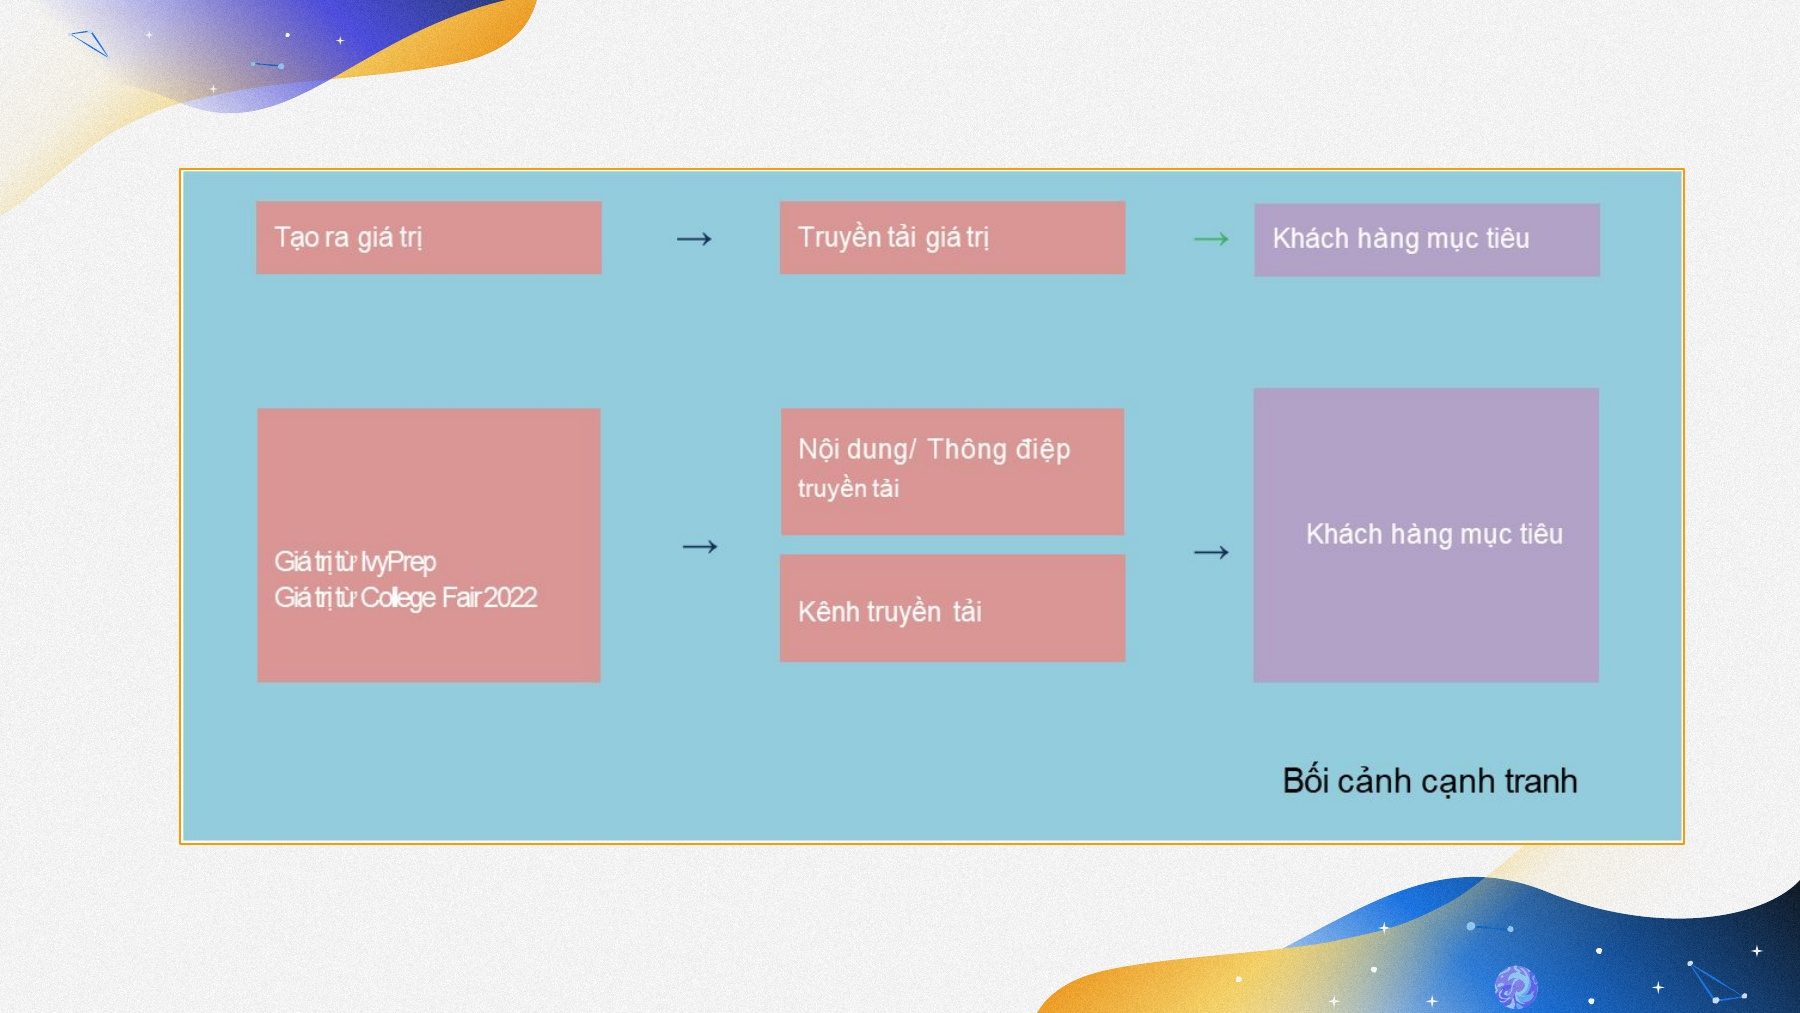 Tạo ra giá trị → Truyền tải giá trị → Khách hàng mục tiêu
Nội dung/ Thông điệp
truyền tải
Giá trị từ IvyPrep
Giá trị từ College Fair 2022
→
Kênh truyền tải
→
Khách hàng mục tiêu
Bối cảnh cạnh tranh